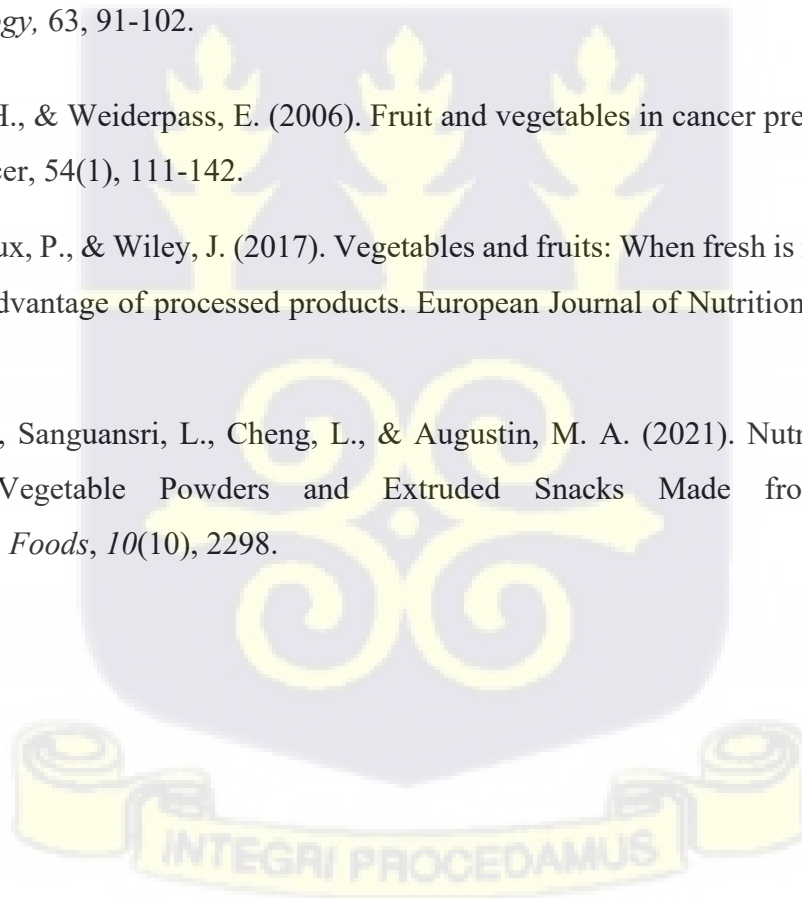 ogy, 63, 91-102.
H., & Weiderpass, E. (2006). Fruit and vegetables in cancer pre
cer, 54(1), 111-142.
ux, P., & Wiley, J. (2017). Vegetables and fruits: When fresh is
dvantage of processed products. European Journal of Nutrition
, Sanguansri, L., Cheng, L., & Augustin, M. A. (2021). Nutr
Vegetable Powders and Extruded Snacks Made fro
Foods, 10(10), 2298.
INTEGRI PROCEDAMUS